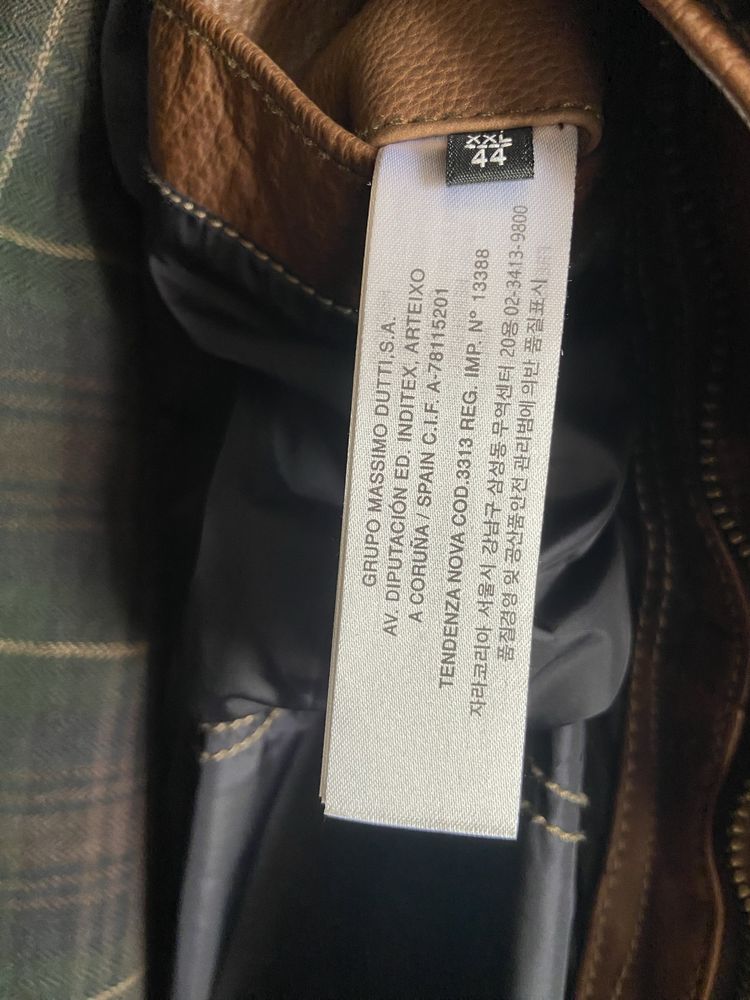 XXL
44
GRUPO MASSIMO DUTTI,S.A.
AV. DIPUTACIÓN ED. INDITEX, ARTEIXO
A CORUÑA / SPAIN C.I.F. A-78115201
TENDENZA NOVA COD.3313 REG. IMP. N° 13388
자라코리아 서울시 강남구 삼성동 무역센터 20층 02-3413-9800
품질경영 및 공산품안전 관리법에 의한 품질표시